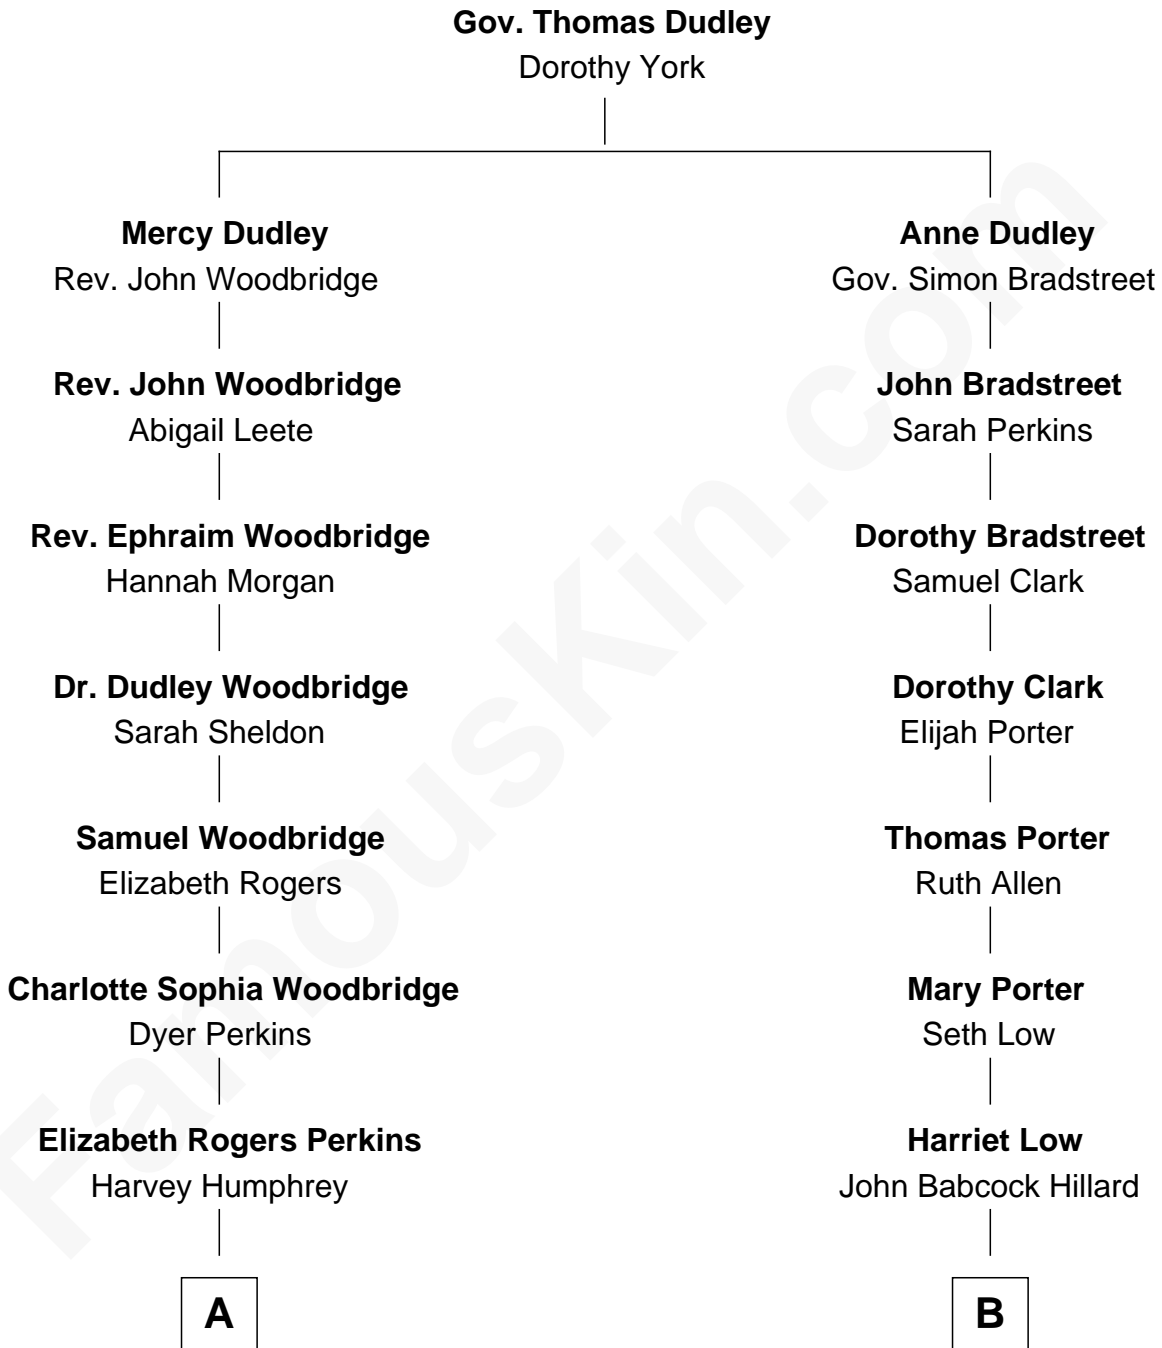 Gov. Thomas Dudley
Dorothy York
Mercy Dudley
Rev. John Woodbridge
Anne Dudley
Gov. Simon Bradstreet
Rev. John Woodbridge
Abigail Leete
John Bradstreet
Sarah Perkins
Rev. Ephraim Woodbridge
Hannah Morgan
Dorothy Bradstreet
Samuel Clark
Dr. Dudley Woodbridge
Sarah Sheldon
Dorothy Clark
Elijah Porter
Samuel Woodbridge
Elizabeth Rogers
Thomas Porter
Ruth Allen
Charlotte Sophia Woodbridge
Dyer Perkins
Mary Porter
Seth Low
Elizabeth Rogers Perkins
Harvey Humphrey
Harriet Low
John Babcock Hillard
A
B
FamousKin.com